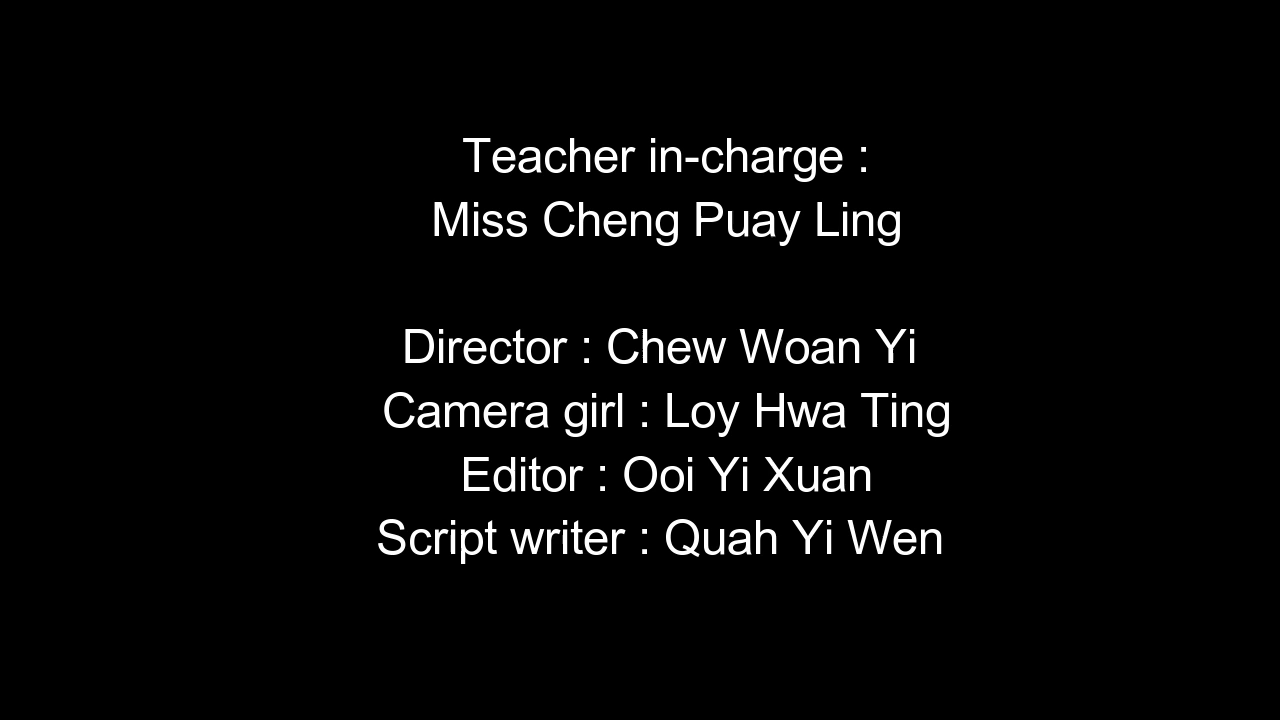 Teacher in-charge :
Miss Cheng Puay Ling
Director : Chew Woan Yi
Camera girl : Loy Hwa Ting
Editor : Ooi Yi Xuan
Script writer : Quah Yi Wen